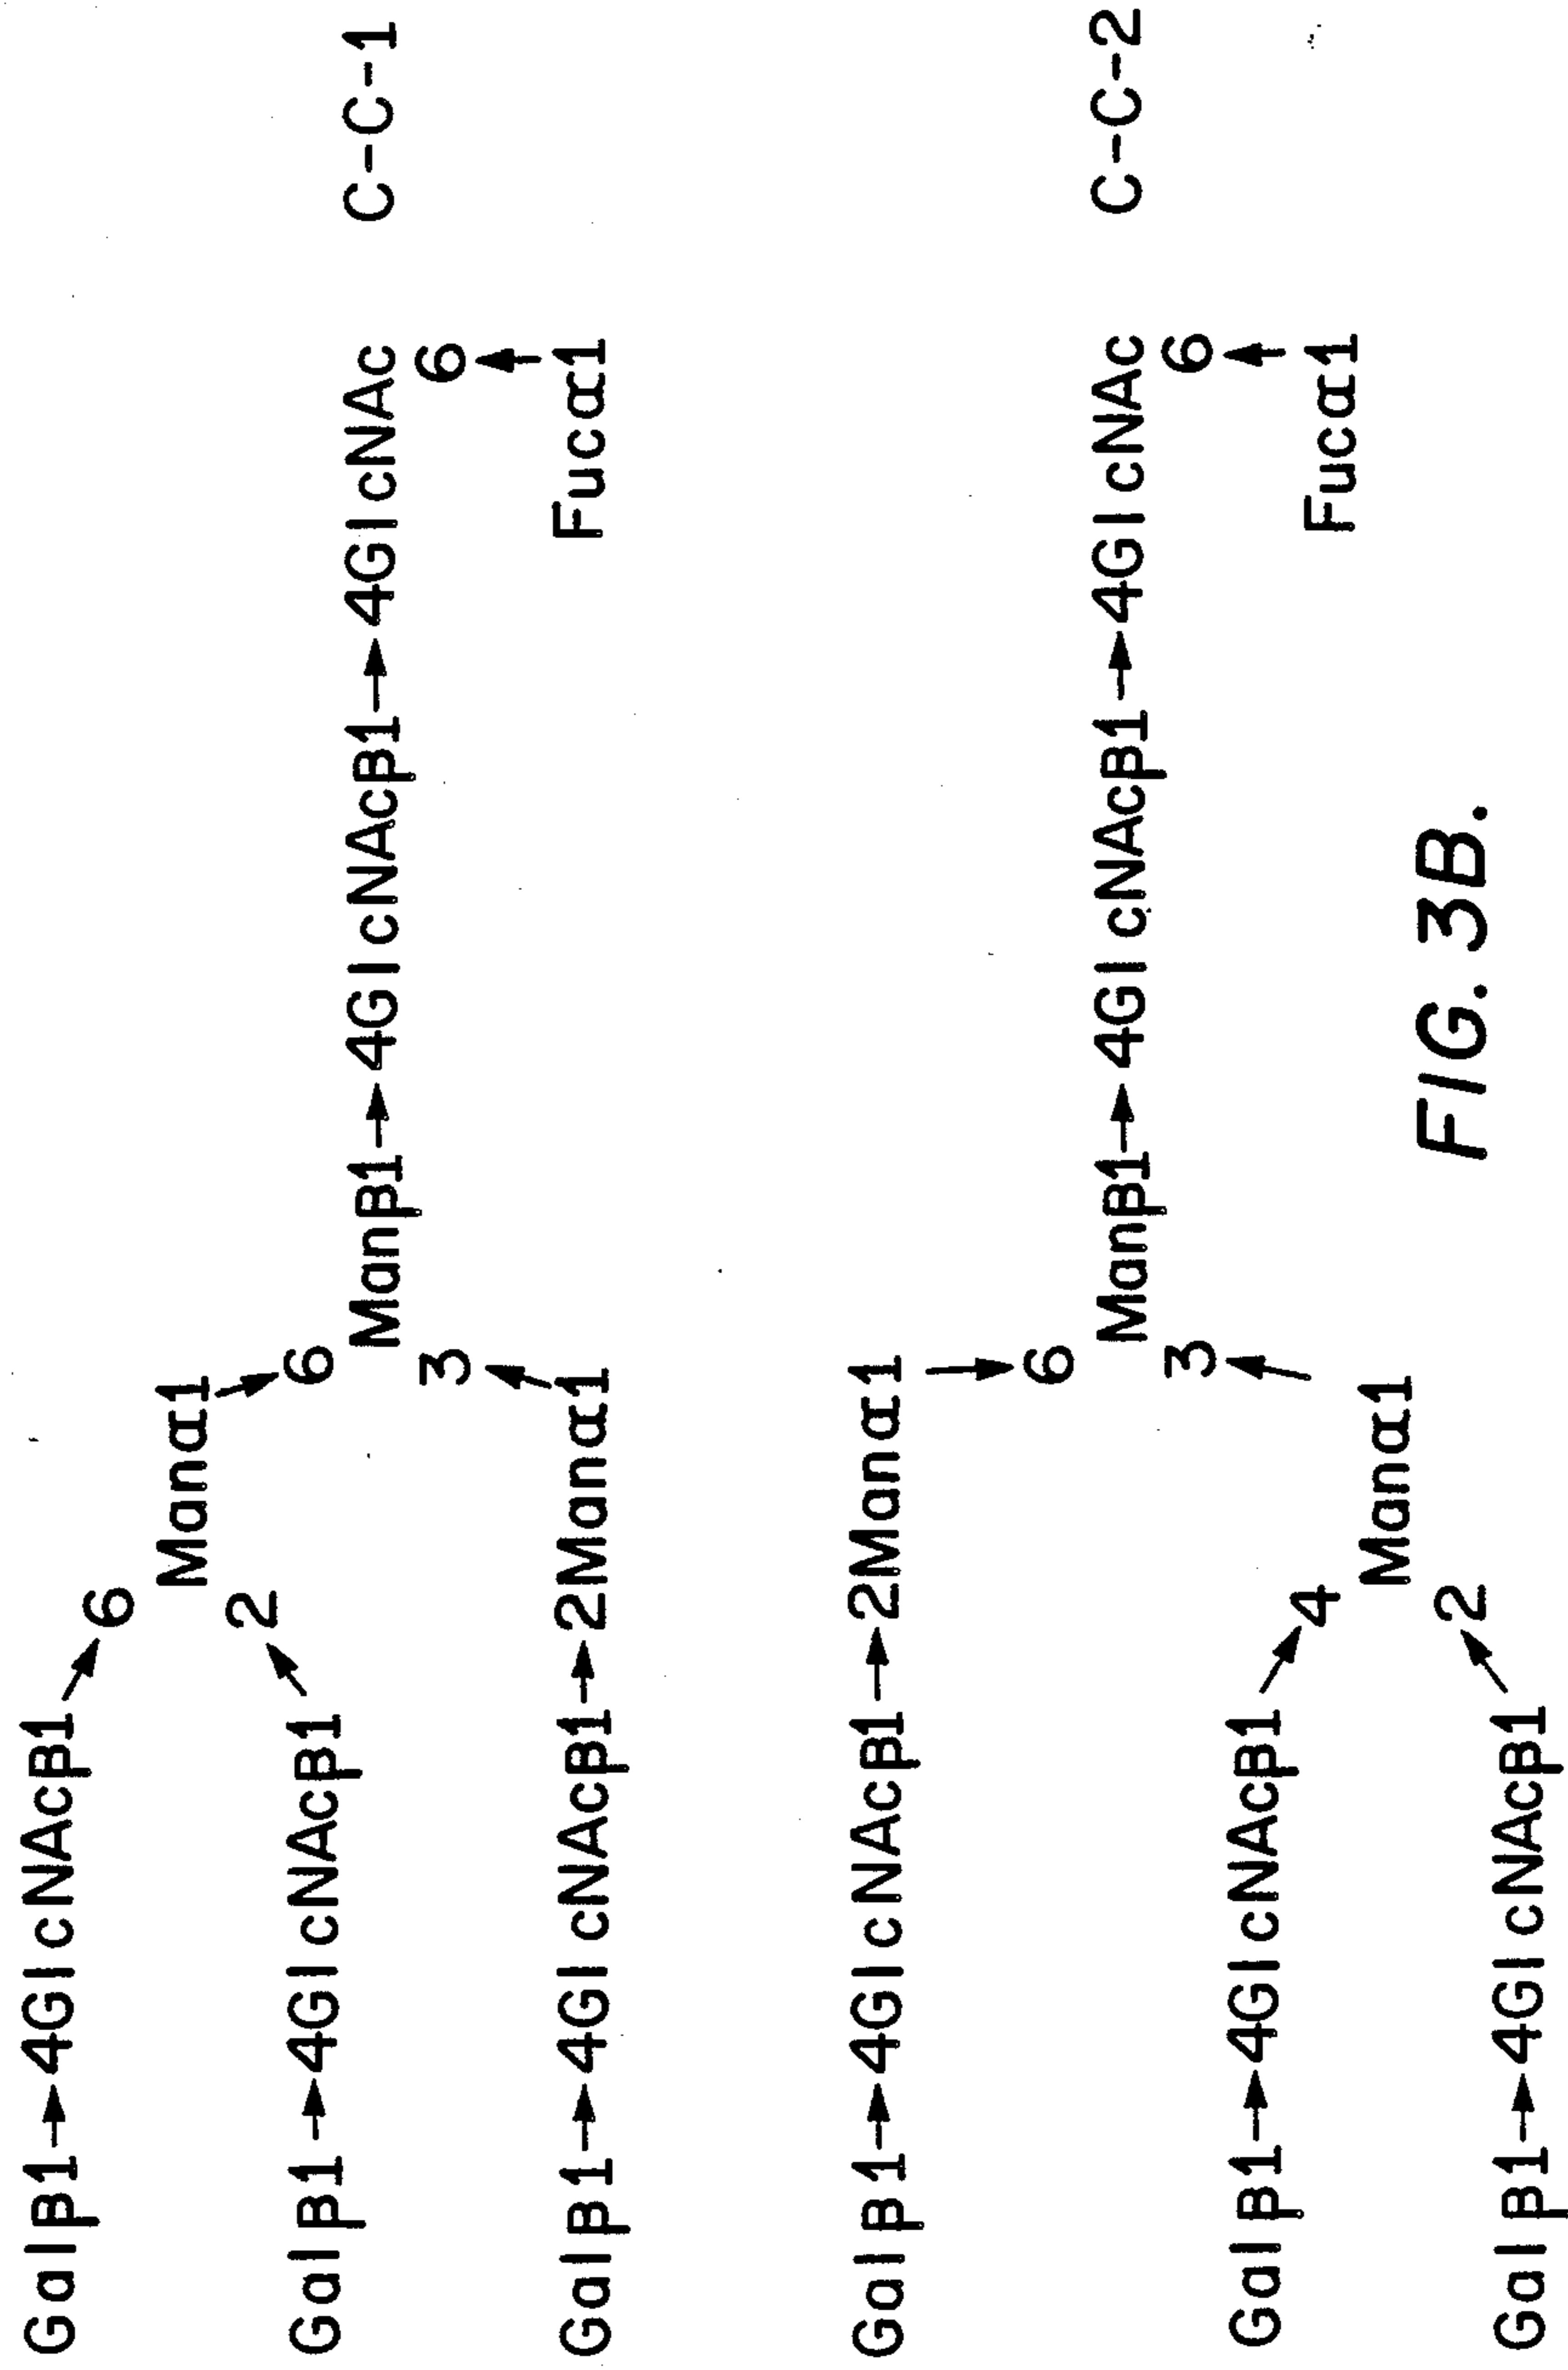 Galβ1→4GlcNAcβ1
6
Manα1
2
Galβ1→4GlcNAcβ1
6
Manβ1→4GlcNAcβ1→4GlcNAc C-C-1
3
6
Galβ1→4GlcNAcβ1→2Manα1
Fucα1
Galβ1→4GlcNAcβ1→2Manα1
6
Manβ1→4GlcNAcβ1→4GlcNAc C-C-2
3
6
Galβ1→4GlcNAcβ1
4
Fucα1
Manα1
2
Galβ1→4GlcNAcβ1
FIG. 3B.